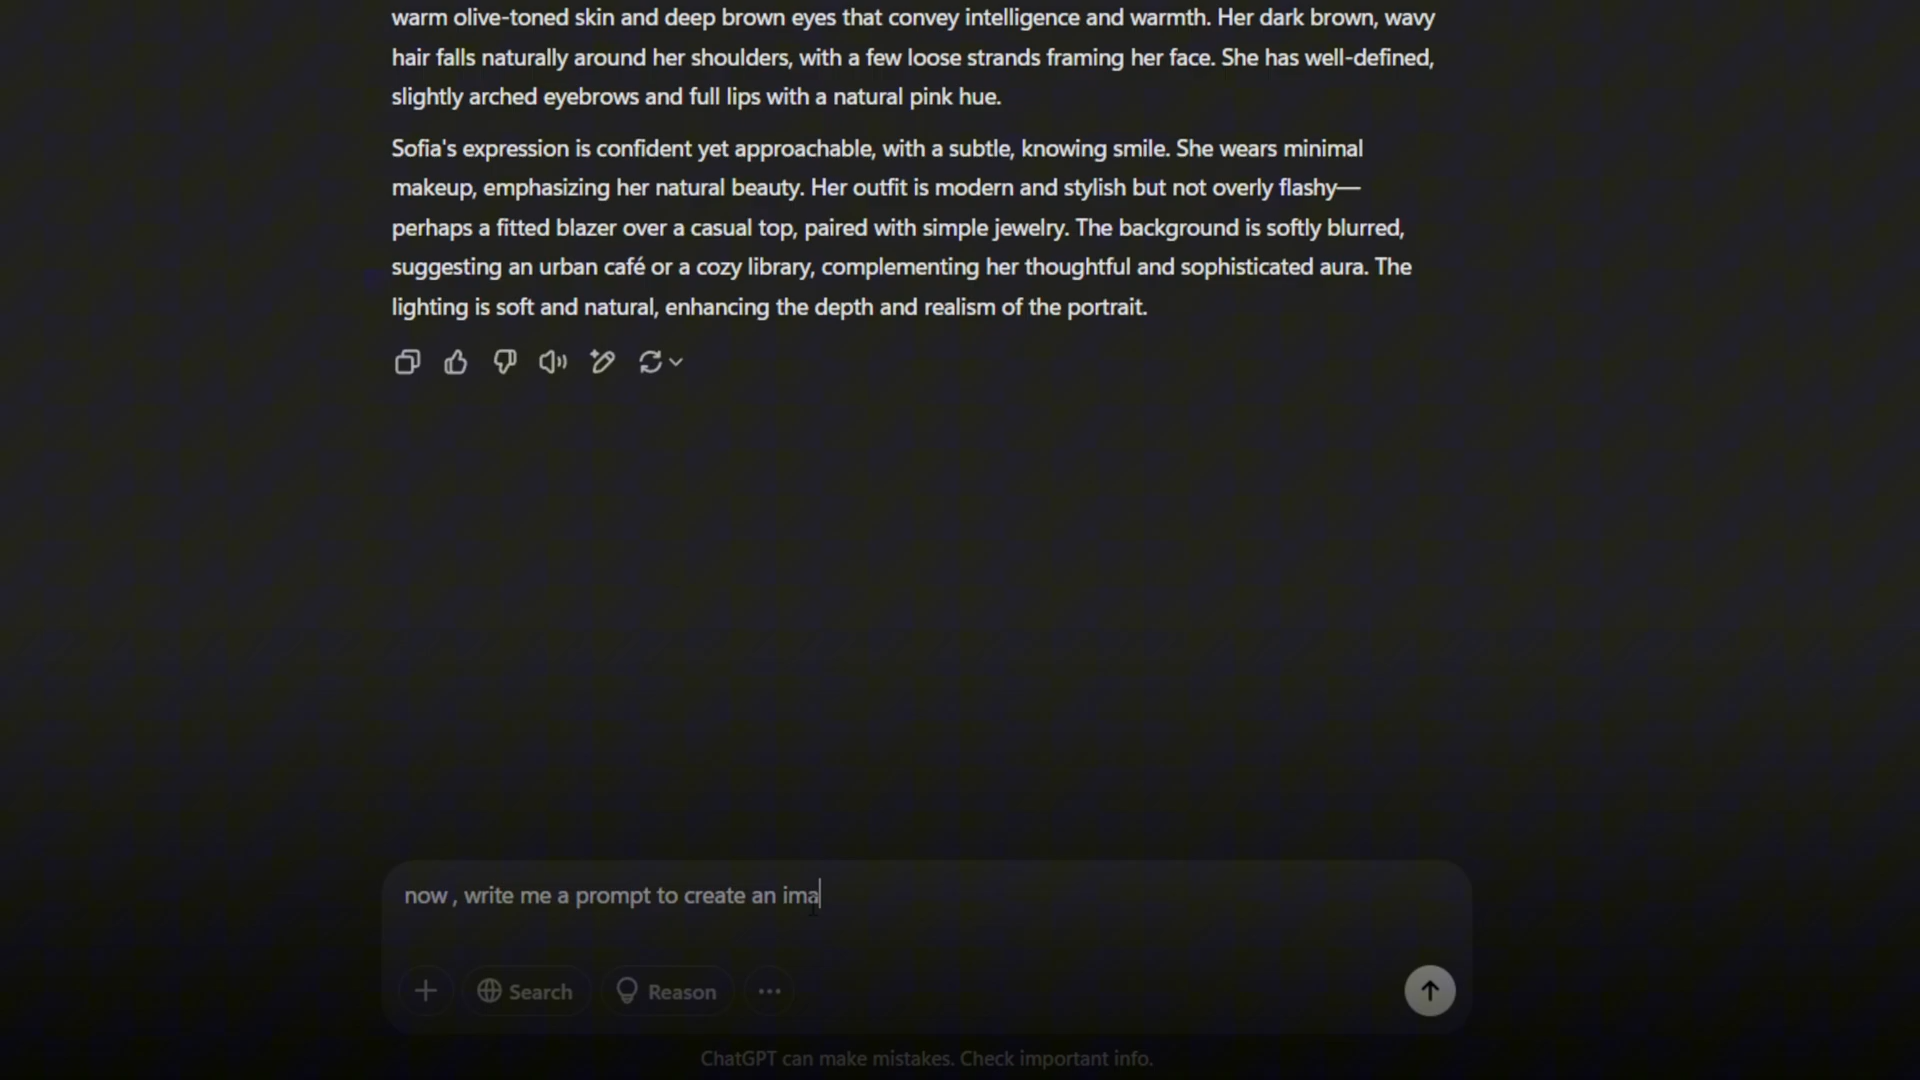 warm olive-toned skin and deep brown eyes that convey intelligence and warmth. Her dark brown, wavy
hair falls naturally around her shoulders, with a few loose strands framing her face. She has well-defined,
slightly arched eyebrows and full lips with a natural pink hue.
Sofia's expression is confident yet approachable, with a subtle, knowing smile. She wears minimal
makeup, emphasizing her natural beauty. Her outfit is modern and stylish but not overly flashy—
perhaps a fitted blazer over a casual top, paired with simple jewelry. The background is softly blurred,
suggesting an urban café or a cozy library, complementing her thoughtful and sophisticated aura. The
lighting is soft and natural, enhancing the depth and realism of the portrait.
now , write me a prompt to create an ima
Search Reason
ChatGPT can make mistakes. Check important info.